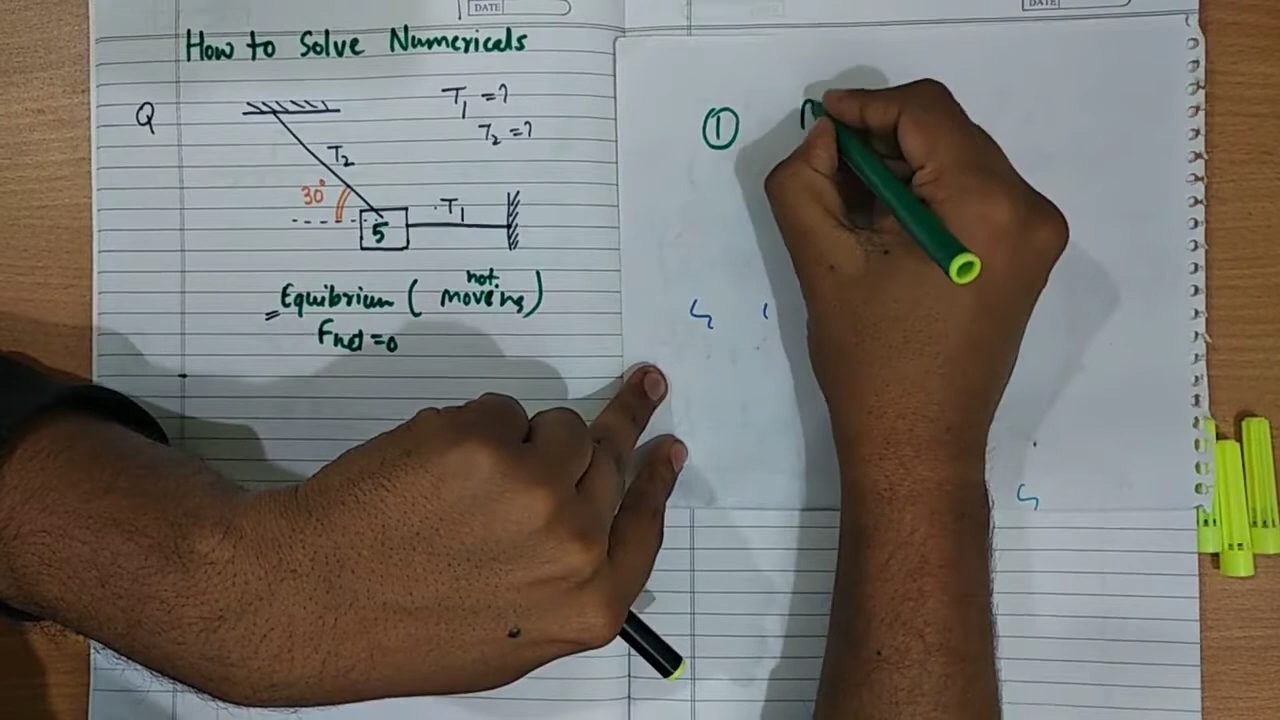 DATE
DATE
How to Solve Numericals
Q
T1 = ?
T2 = ?
T2
30°
T1
5
Equibrium ( not moving )
Fnet = 0
①